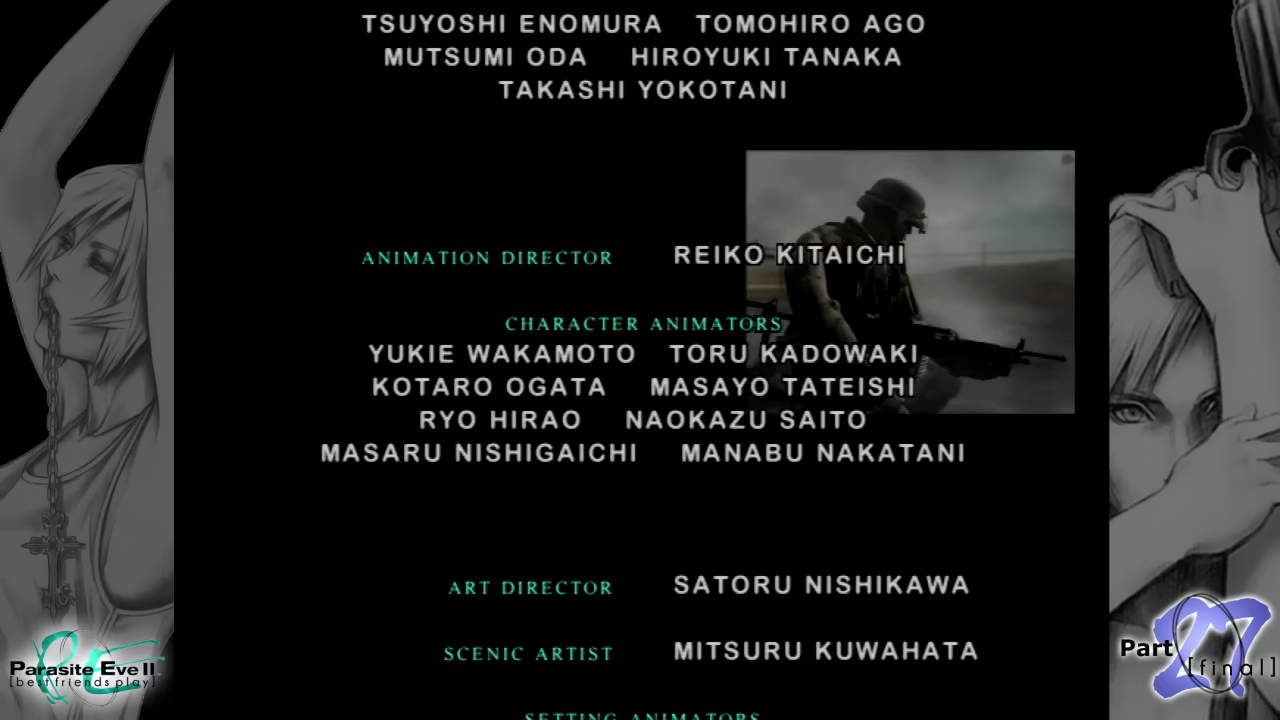 TSUYOSHI ENOMURA TOMOHIRO AGO
MUTSUMI ODA HIROYUKI TANAKA
TAKASHI YOKOTANI
ANIMATION DIRECTOR REIKO KITAICHI
CHARACTER ANIMATORS
YUKIE WAKAMOTO TORU KADOWAKI
KOTARO OGATA MASAYO TATEISHI
RYO HIRAO NAOKAZU SAITO
MASARU NISHIGAICHI MANABU NAKATANI
ART DIRECTOR SATORU NISHIKAWA
SCENIC ARTIST MITSURU KUWAHATA
SETTING ANIMATORS
Parasite Eve II
[best friends play]
Part 27
[final]